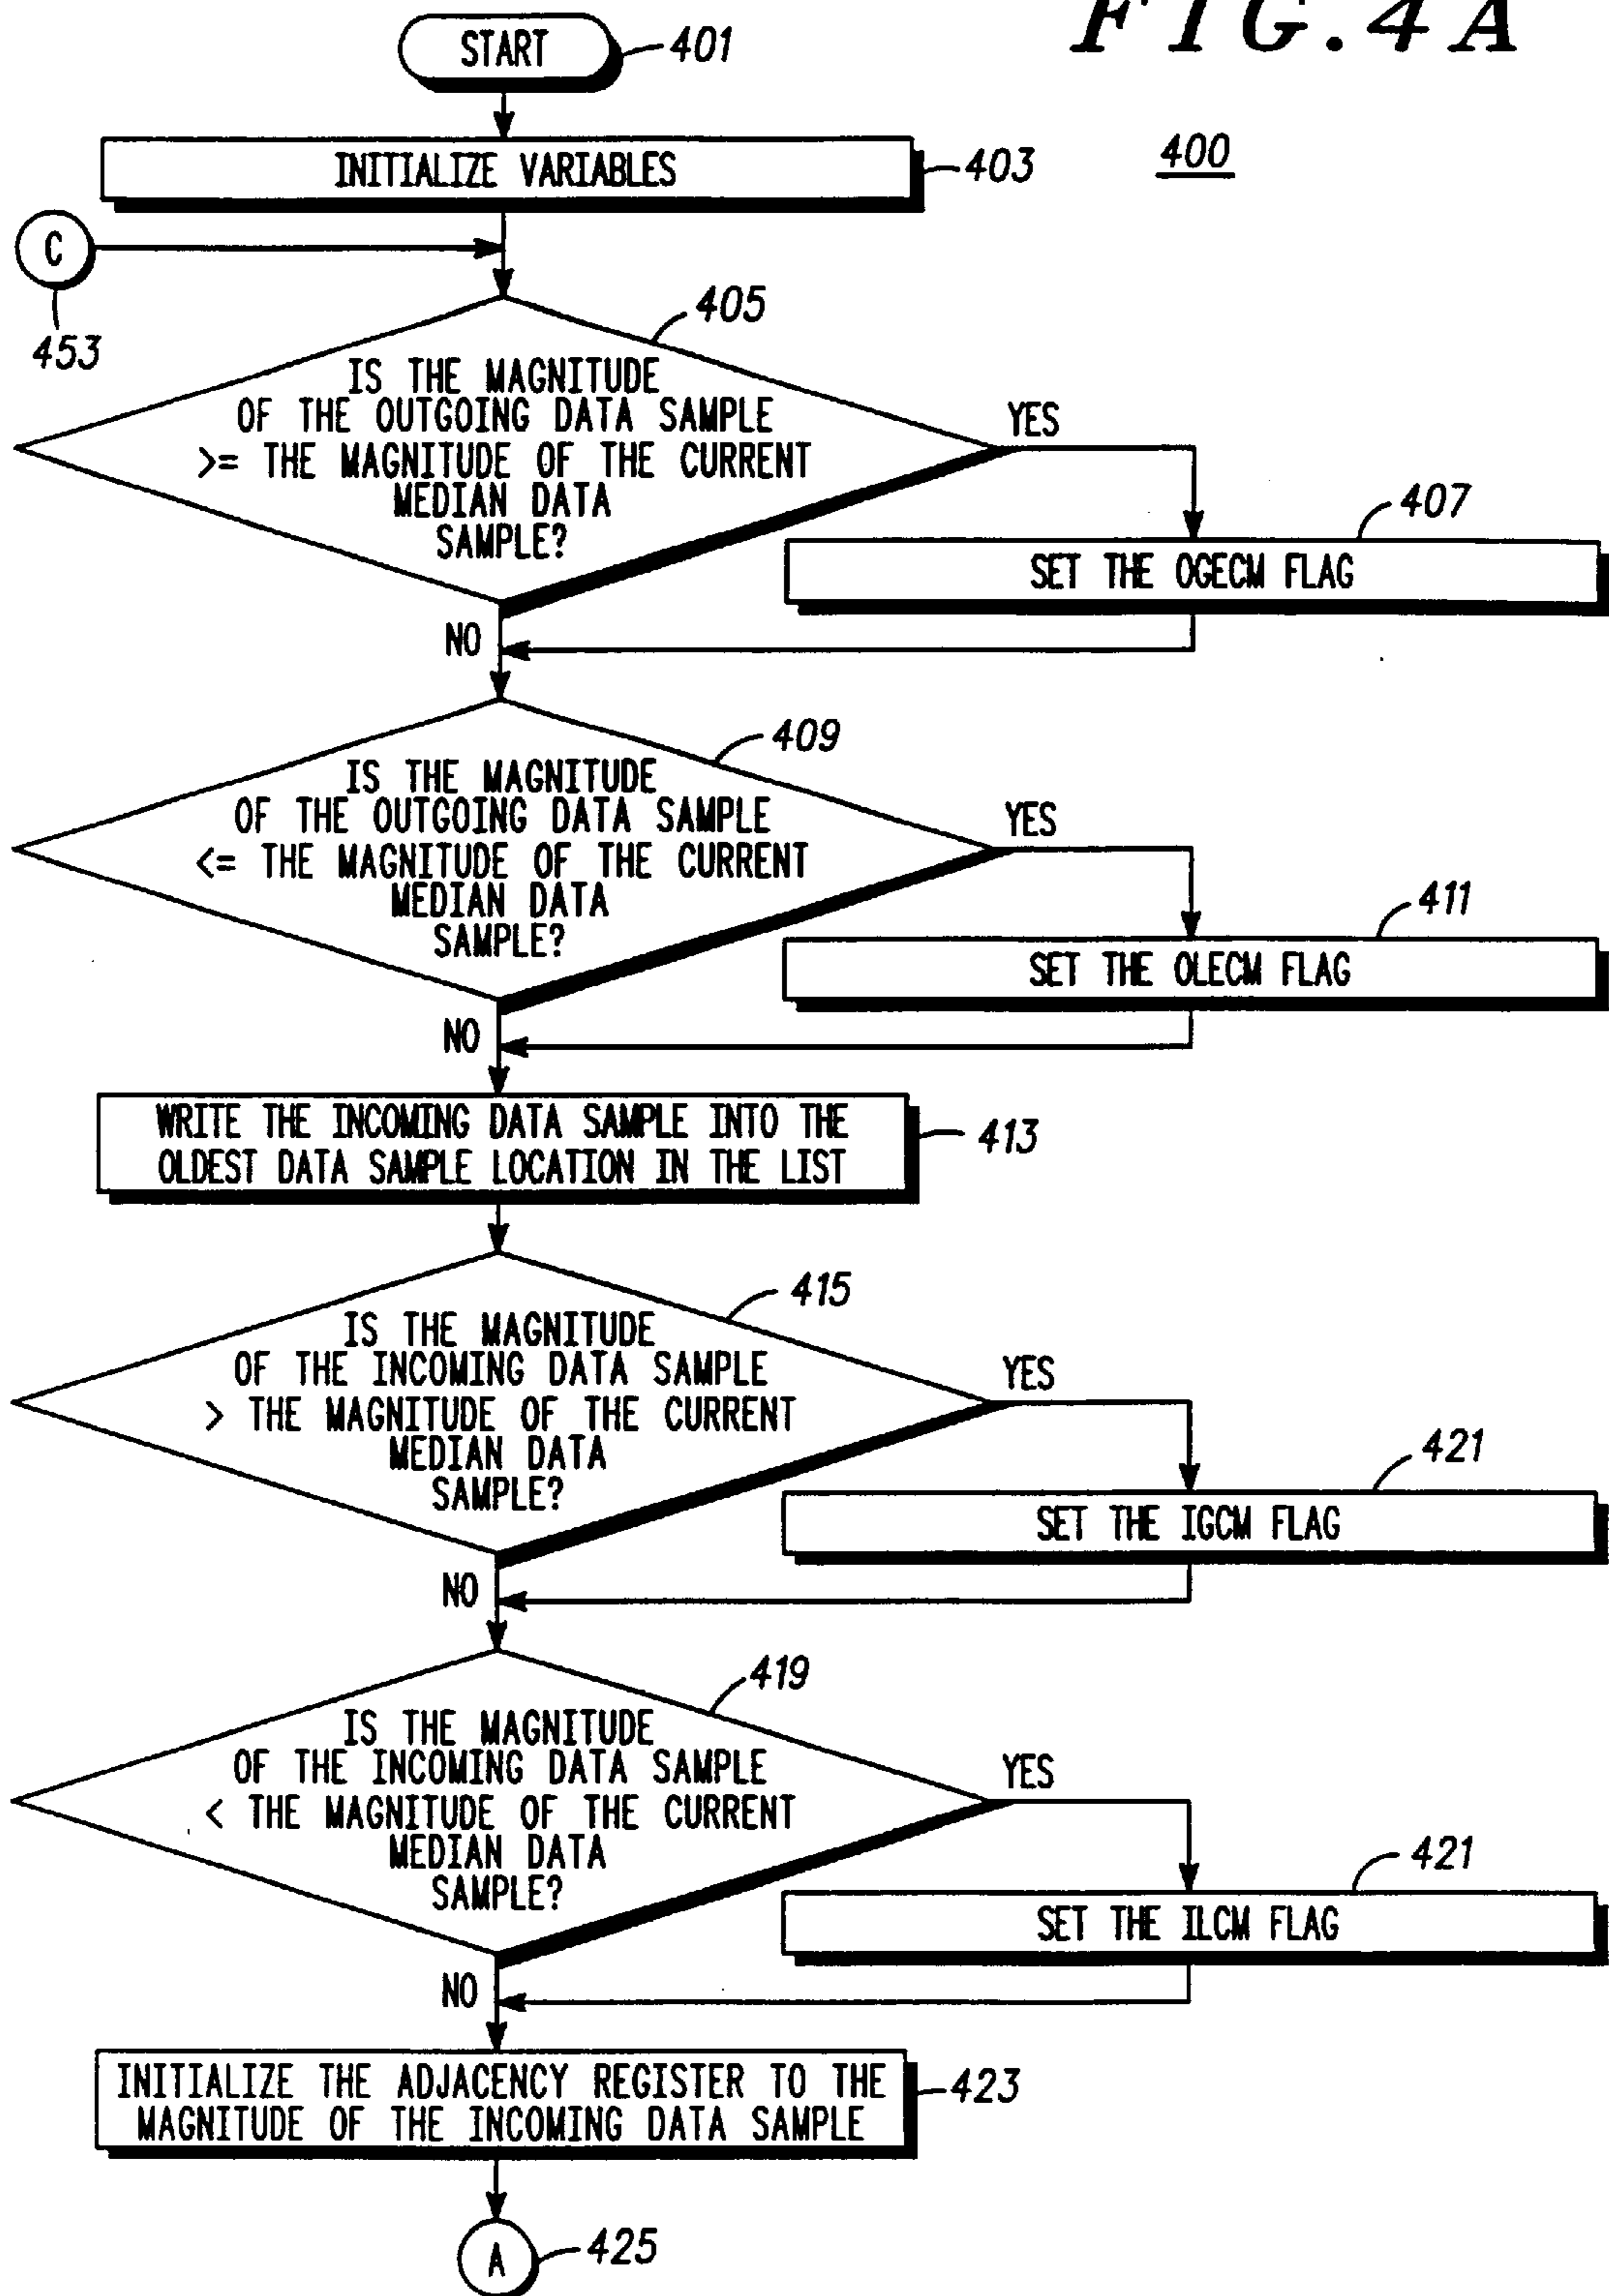 FIG. 4A
START
401
INITIALIZE VARIABLES
403
400
C
453
405
IS THE MAGNITUDE
OF THE OUTGOING DATA SAMPLE
>= THE MAGNITUDE OF THE CURRENT
MEDIAN DATA
SAMPLE?
YES
407
SET THE OGECM FLAG
NO
409
IS THE MAGNITUDE
OF THE OUTGOING DATA SAMPLE
<= THE MAGNITUDE OF THE CURRENT
MEDIAN DATA
SAMPLE?
YES
411
SET THE OLECM FLAG
NO
WRITE THE INCOMING DATA SAMPLE INTO THE
OLDEST DATA SAMPLE LOCATION IN THE LIST
413
415
IS THE MAGNITUDE
OF THE INCOMING DATA SAMPLE
> THE MAGNITUDE OF THE CURRENT
MEDIAN DATA
SAMPLE?
YES
421
SET THE IGCM FLAG
NO
419
IS THE MAGNITUDE
OF THE INCOMING DATA SAMPLE
< THE MAGNITUDE OF THE CURRENT
MEDIAN DATA
SAMPLE?
YES
421
SET THE ILCM FLAG
NO
INITIALIZE THE ADJACENCY REGISTER TO THE
MAGNITUDE OF THE INCOMING DATA SAMPLE
423
A
425